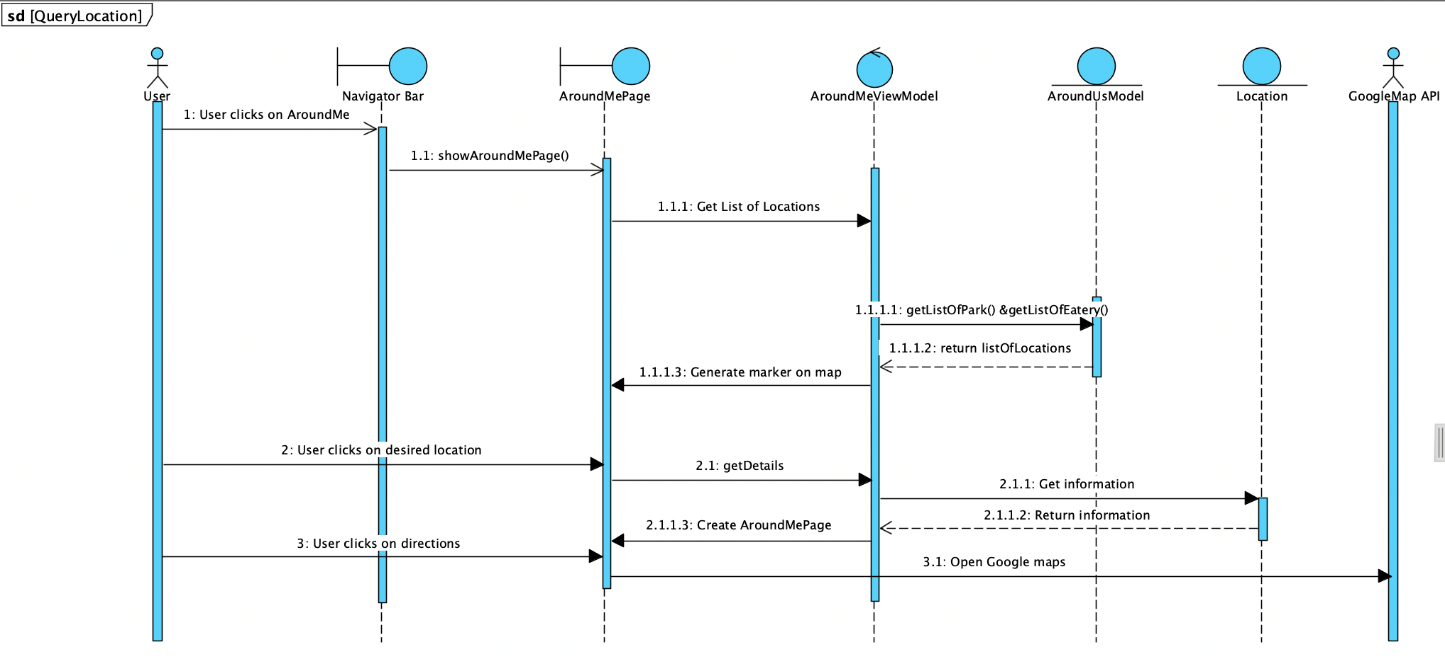 sd [QueryLocation]
User
Navigator Bar
AroundMePage
AroundMeViewModel
AroundUsModel
Location
GoogleMap API
1: User clicks on AroundMe
1.1: showAroundMePage()
1.1.1: Get List of Locations
1.1.1.1: getListOfPark() &getListOfEatery()
1.1.1.2: return listOfLocations
1.1.1.3: Generate marker on map
2: User clicks on desired location
2.1: getDetails
2.1.1: Get information
2.1.1.2: Return information
2.1.1.3: Create AroundMePage
3: User clicks on directions
3.1: Open Google maps